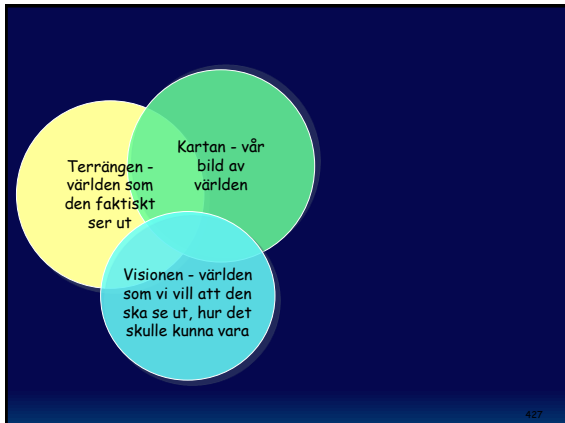 Kartan - vår
bild av
världen
Terrängen -
världen som
den faktiskt
ser ut
Visionen - världen
som vi vill att den
ska se ut, hur det
skulle kunna vara
427